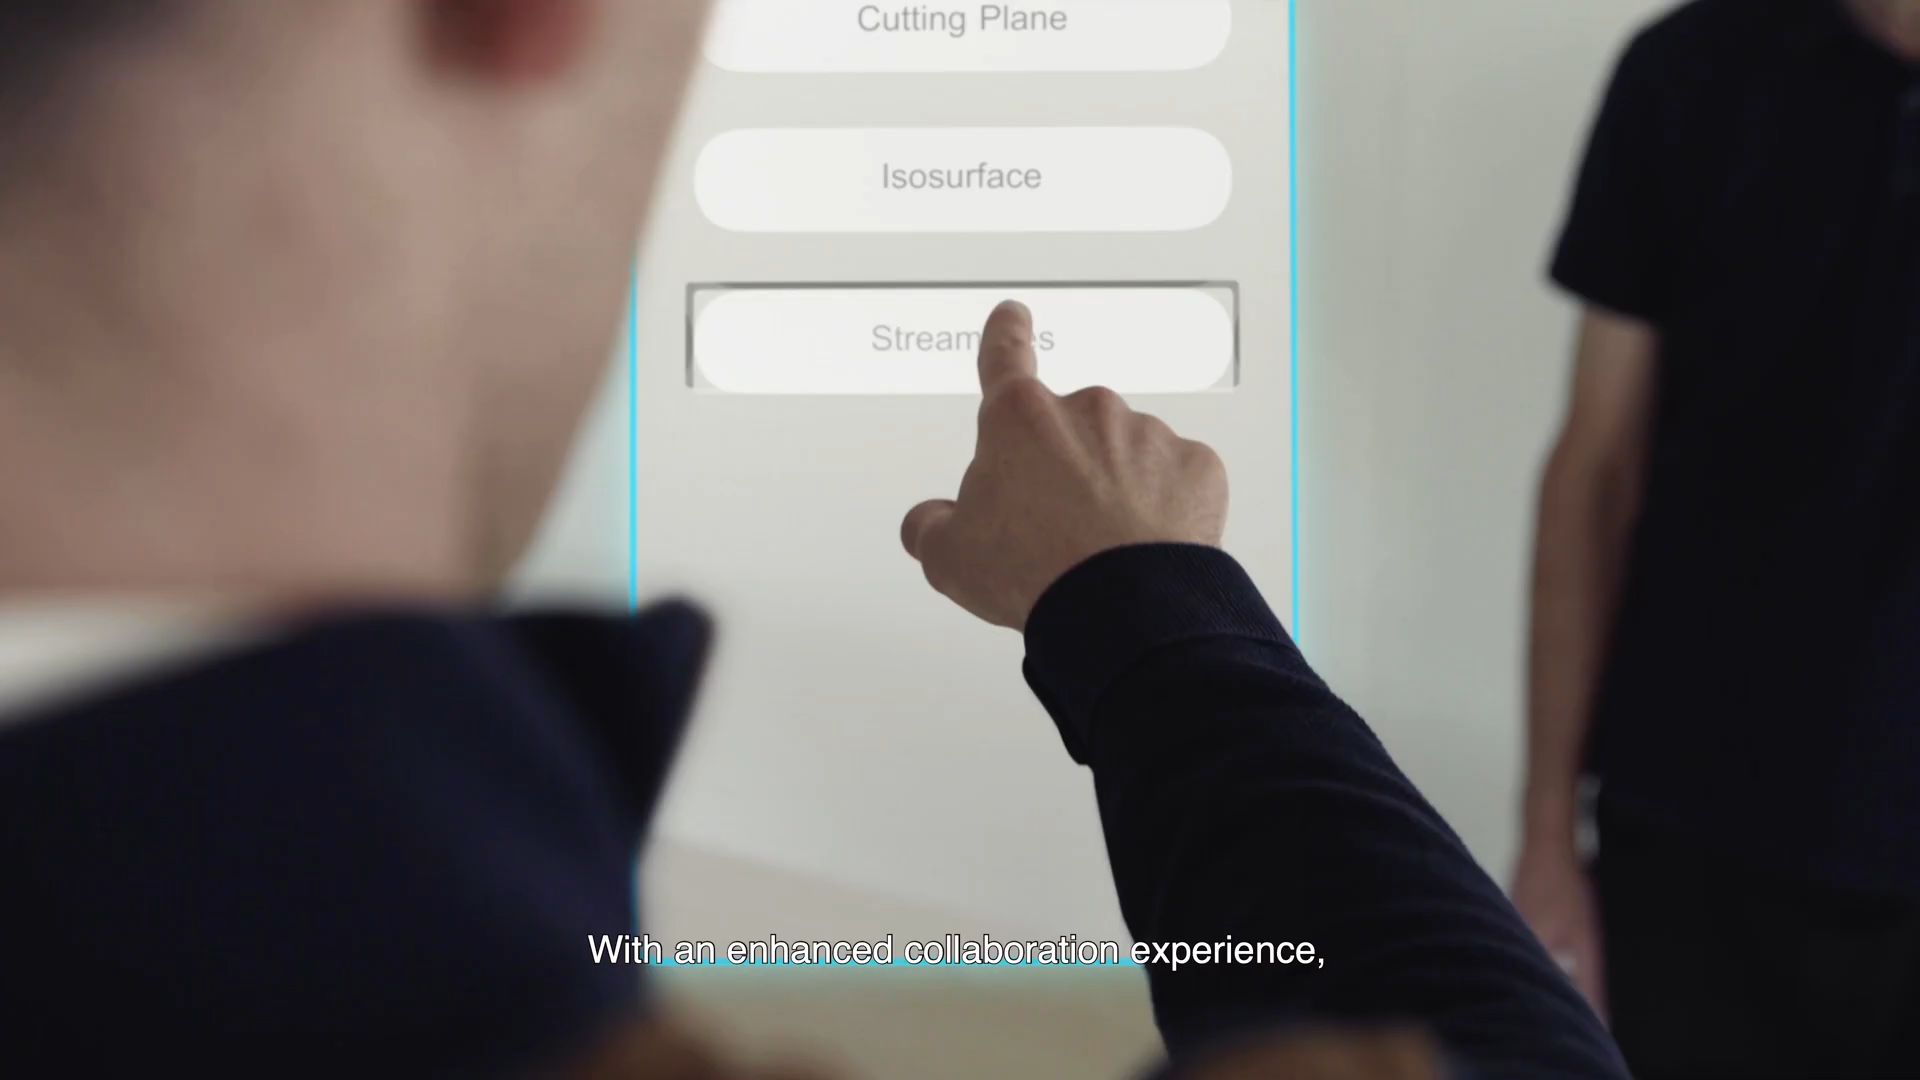 Cutting Plane
Isosurface
With an enhanced collaboration experience,